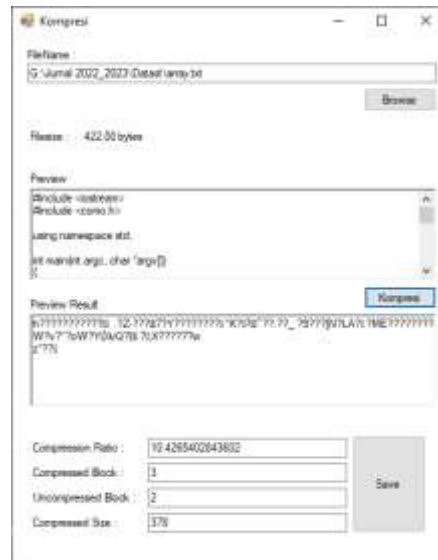 Kompresi
FileName
G:\Jurnal 2022_2023\Dataset\array.txt
Browse
Filesize : 422.00 bytes
Preview
#include <iostream>
#include <conio.h>
using namespace std;
int main(int argc, char *argv[])
{
Kompresi
Preview Result
Compression Ratio : 10.4265402843602
Compressed Block : 3
Uncompressed Block : 2
Compressed Size : 378
Save